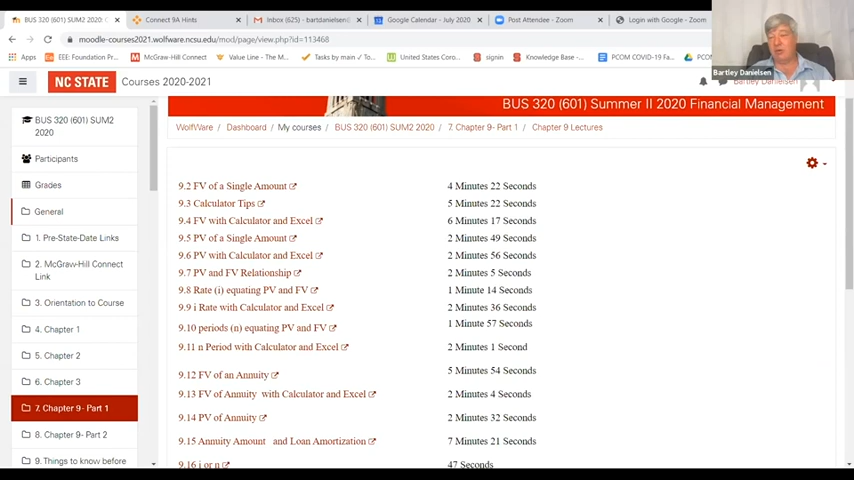 BUS 320 (601) SUM2 2020:
Connect 9A Hints
Inbox (625) - bartdanielsen@
Google Calendar - July 2020
Post Attendee - Zoom
Login with Google - Zoom
moodle-courses2021.wolfware.ncsu.edu/mod/page/view.php?id=113468
Apps
EEE: Foundation Pr...
McGraw-Hill Connect
Value Line - The M...
Tasks by main √ To...
United States Coro...
signin
Knowledge Base -...
PCOM COVID-19 Fa...
PCOM
Bartley Danielsen
NC STATE
Courses 2020-2021
Bartley Danielsen
BUS 320 (601) Summer II 2020 Financial Management
WolfWare / Dashboard / My courses / BUS 320 (601) SUM2 2020 / 7. Chapter 9- Part 1 / Chapter 9 Lectures
BUS 320 (601) SUM2
2020
Participants
Grades
General
1. Pre-State-Date Links
2. McGraw-Hill Connect
Link
3. Orientation to Course
4. Chapter 1
5. Chapter 2
6. Chapter 3
7. Chapter 9- Part 1
8. Chapter 9- Part 2
9. Things to know before
9.2 FV of a Single Amount 4 Minutes 22 Seconds
9.3 Calculator Tips 5 Minutes 22 Seconds
9.4 FV with Calculator and Excel 6 Minutes 17 Seconds
9.5 PV of a Single Amount 2 Minutes 49 Seconds
9.6 PV with Calculator and Excel 2 Minutes 56 Seconds
9.7 PV and FV Relationship 2 Minutes 5 Seconds
9.8 Rate (i) equating PV and FV 1 Minute 14 Seconds
9.9 i Rate with Calculator and Excel 2 Minutes 36 Seconds
9.10 periods (n) equating PV and FV 1 Minute 57 Seconds
9.11 n Period with Calculator and Excel 2 Minutes 1 Second
9.12 FV of an Annuity 5 Minutes 54 Seconds
9.13 FV of Annuity with Calculator and Excel 2 Minutes 4 Seconds
9.14 PV of Annuity 2 Minutes 32 Seconds
9.15 Annuity Amount and Loan Amortization 7 Minutes 21 Seconds
9.16 i or n 47 Seconds